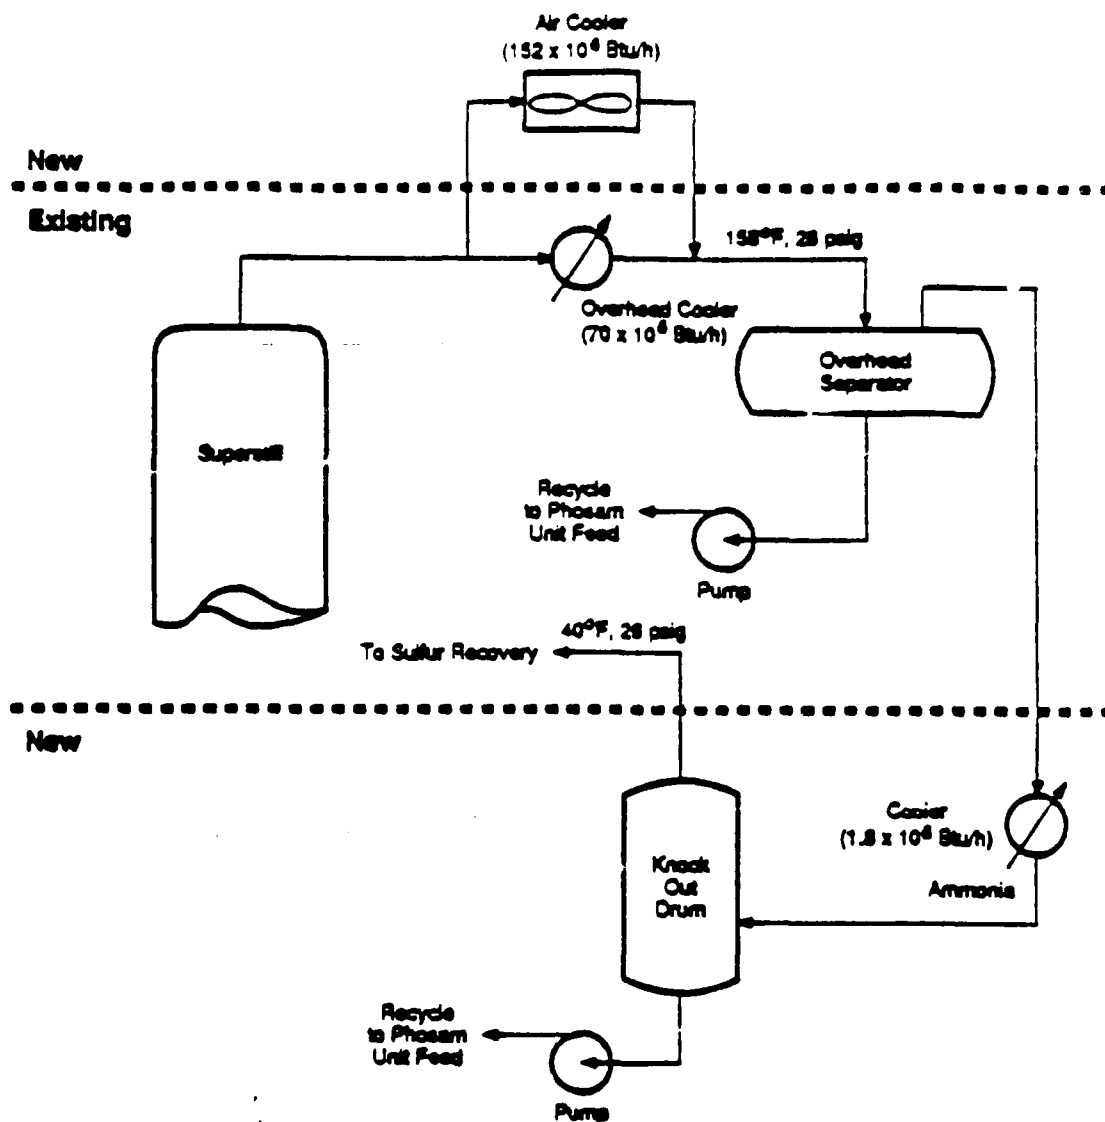 Air Cooler
(152 x 10⁶ Btu/h)
New
Existing
158°F, 28 psig
Overhead Cooler
(70 x 10⁶ Btu/h)
Overhead
Separator
Superstill
Recycle
to Phosam
Unit Feed
Pump
40°F, 26 psig
To Sulfur Recovery
New
Cooler
(1.8 x 10⁶ Btu/h)
Ammonia
Knock
Out
Drum
Recycle
to Phosam
Unit Feed
Pump